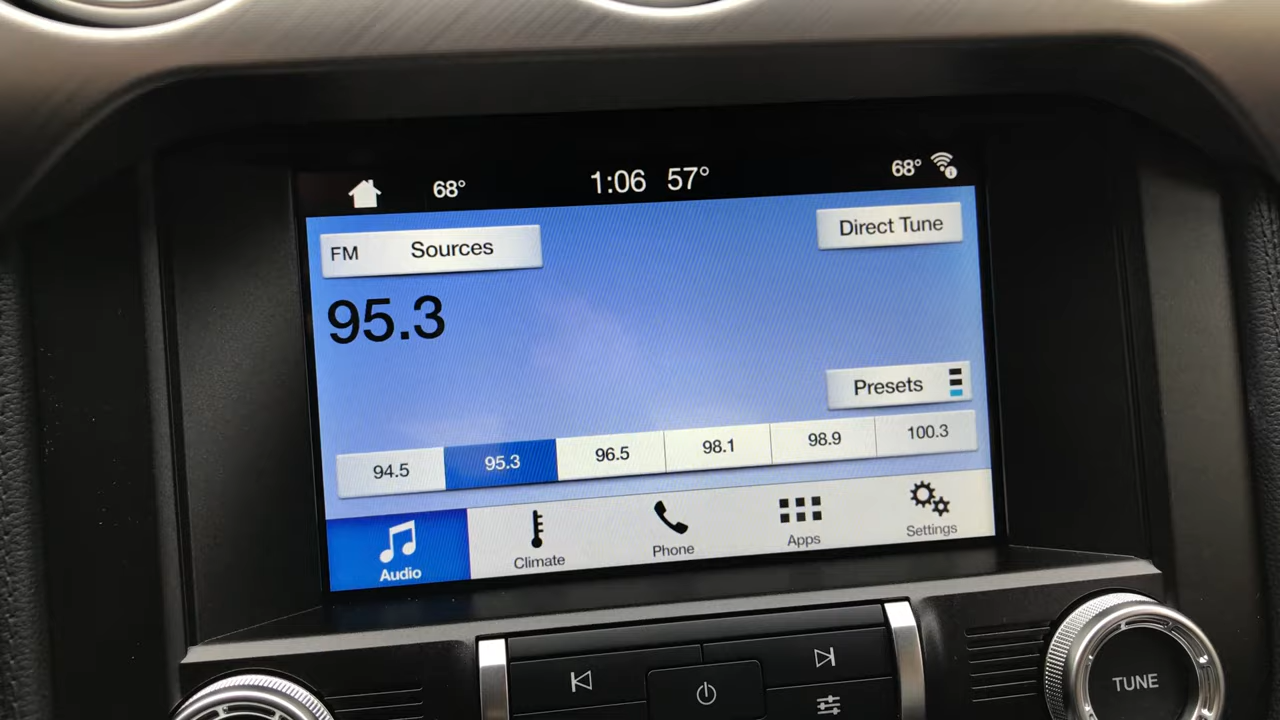 68° 1:06 57° 68°
FM Sources Direct Tune
95.3
Presets
94.5 95.3 96.5 98.1 98.9 100.3
Audio Climate Phone Apps Settings
TUNE